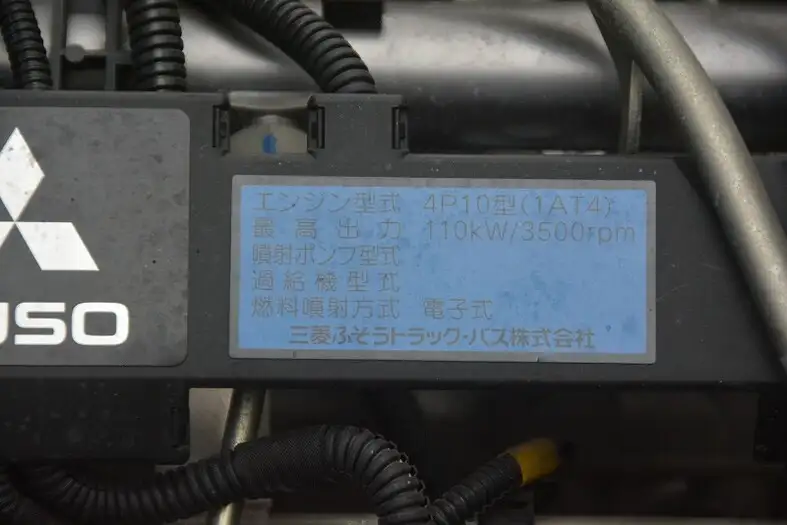 エンジン型式 4P10型(1AT4)
最高出力 110kW/3500rpm
噴射ポンプ型式
過給機型式
燃料噴射方式 電子式
三菱ふそうトラック・バス株式会社
USO